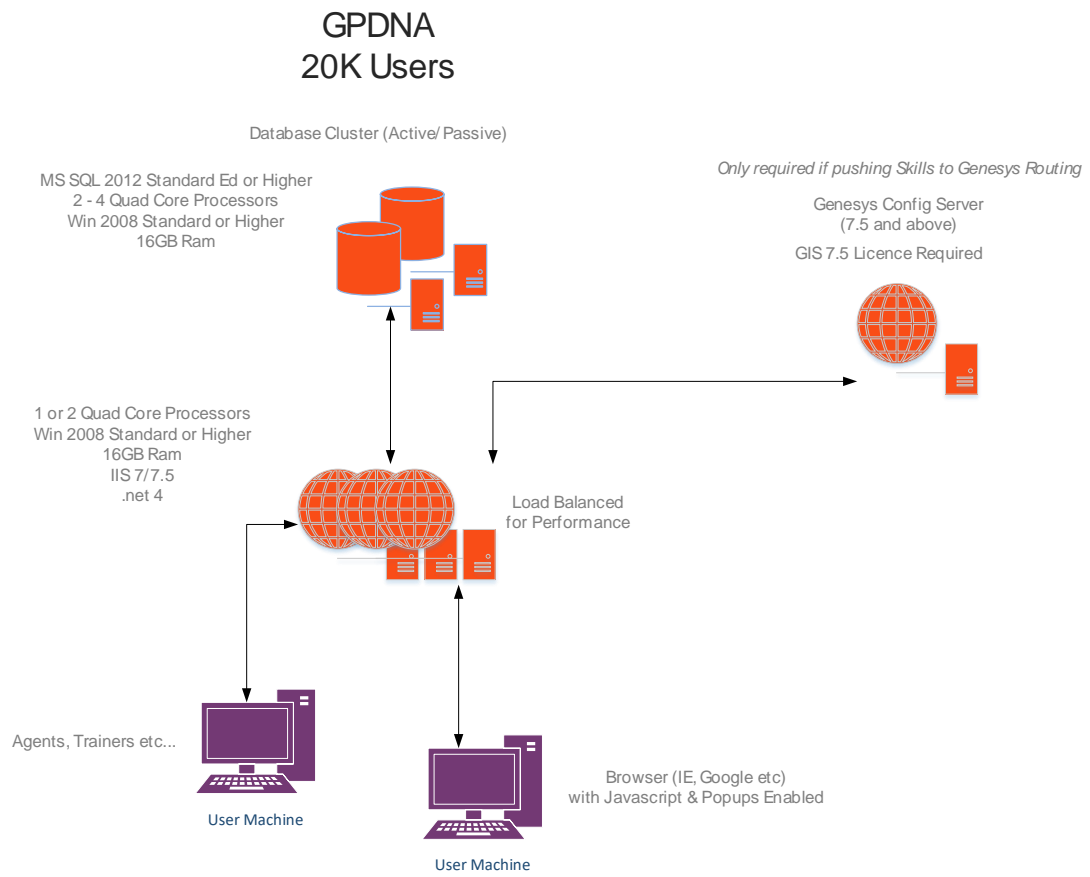 GPDNA
20K Users
Database Cluster (Active/ Passive)
MS SQL 2012 Standard Ed or Higher
2 - 4 Quad Core Processors
Win 2008 Standard or Higher
16GB Ram
Only required if pushing Skills to Genesys Routing
Genesys Config Server
(7.5 and above)
GIS 7.5 Licence Required
1 or 2 Quad Core Processors
Win 2008 Standard or Higher
16GB Ram
IIS 7/7.5
.net 4
Load Balanced
for Performance
Agents, Trainers etc...
User Machine
Browser (IE, Google etc)
with Javascript & Popups Enabled
User Machine